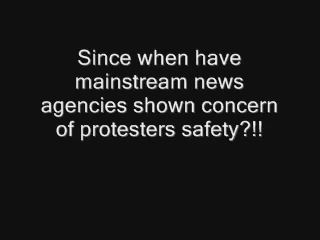 Since when have
mainstream news
agencies shown concern
of protesters safety?!!